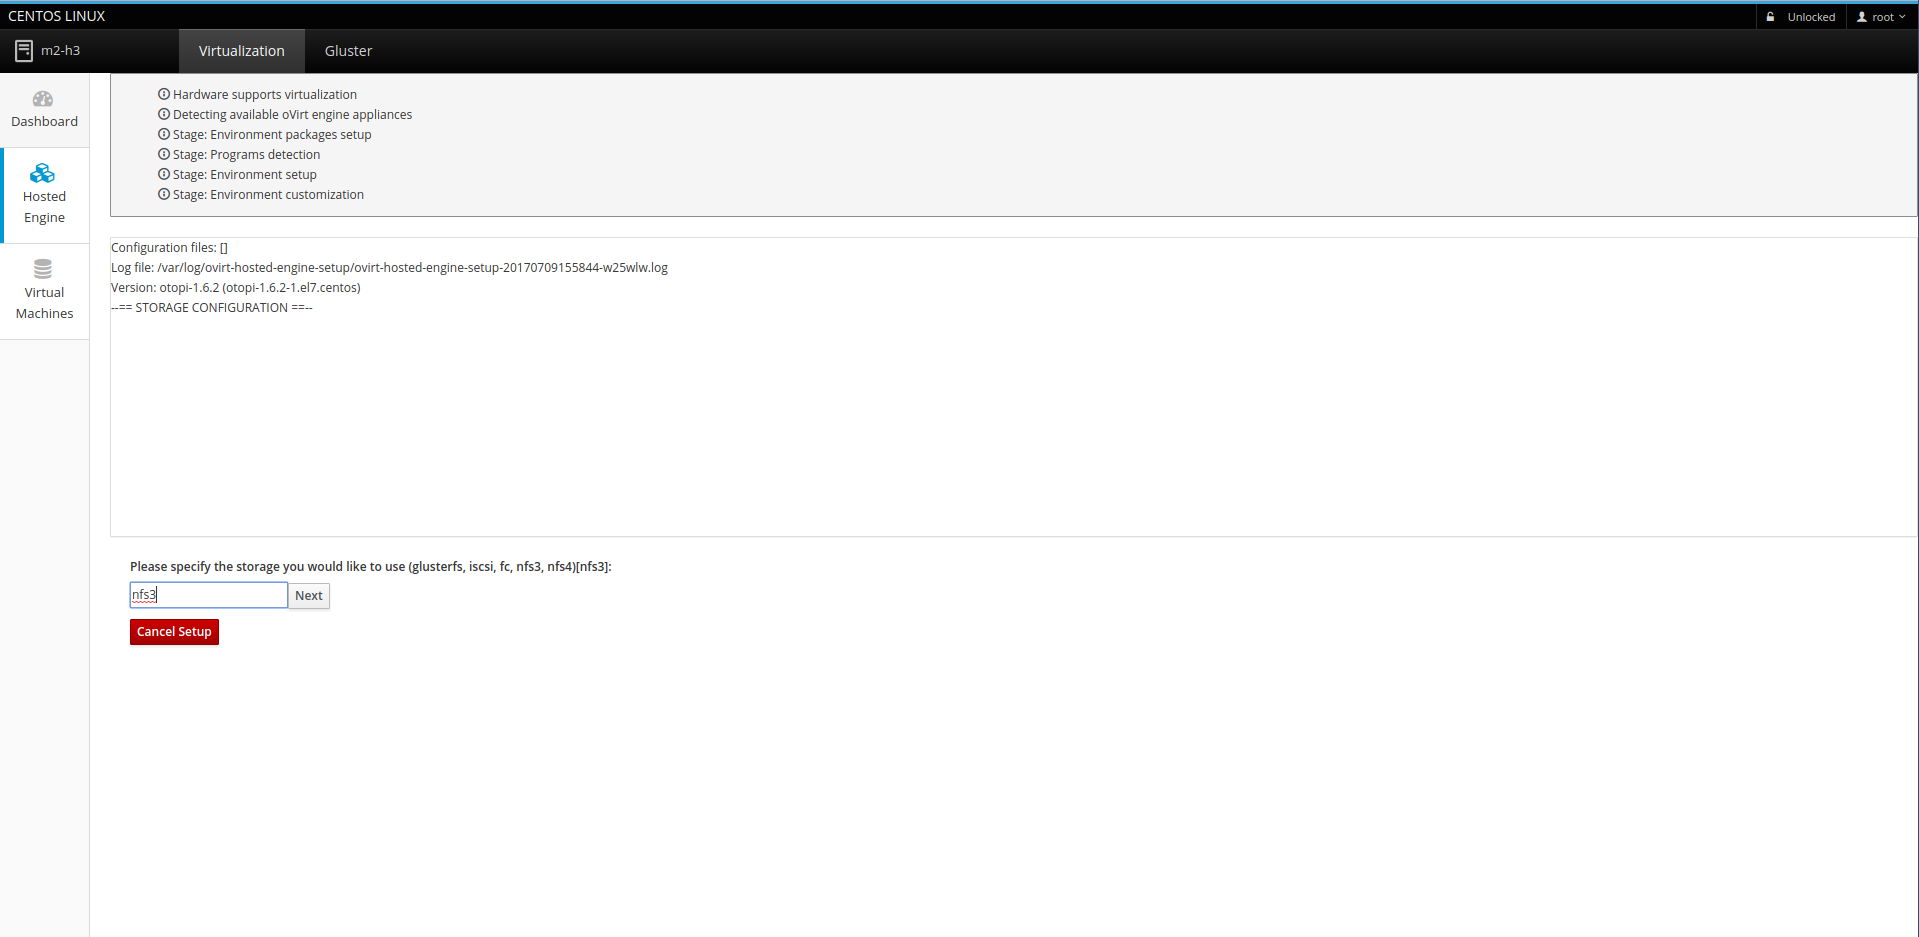 CENTOS LINUX
Unlocked
root
m2-h3
Virtualization
Gluster
Dashboard
Hosted
Engine
Virtual
Machines
Hardware supports virtualization
Detecting available oVirt engine appliances
Stage: Environment packages setup
Stage: Programs detection
Stage: Environment setup
Stage: Environment customization
Configuration files: []
Log file: /var/log/ovirt-hosted-engine-setup/ovirt-hosted-engine-setup-20170709155844-w25wlw.log
Version: otopi-1.6.2 (otopi-1.6.2-1.el7.centos)
--== STORAGE CONFIGURATION ==--
Please specify the storage you would like to use (glusterfs, iscsi, fc, nfs3, nfs4)[nfs3]:
nfs3
Next
Cancel Setup